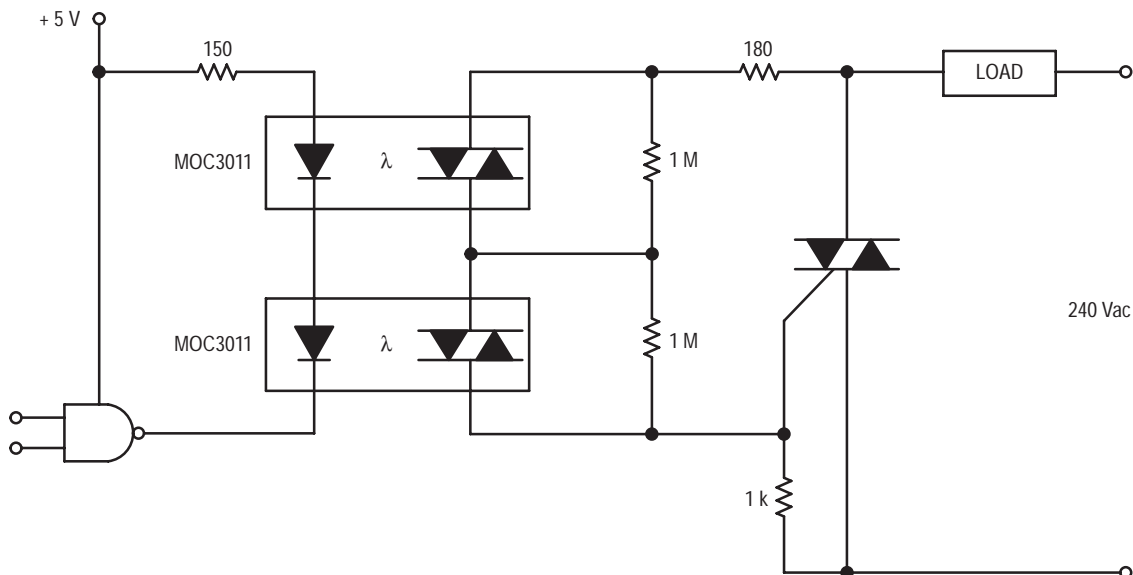 + 5 V
150
180
LOAD
MOC3011
λ
1 M
MOC3011
λ
1 M
240 Vac
1 k